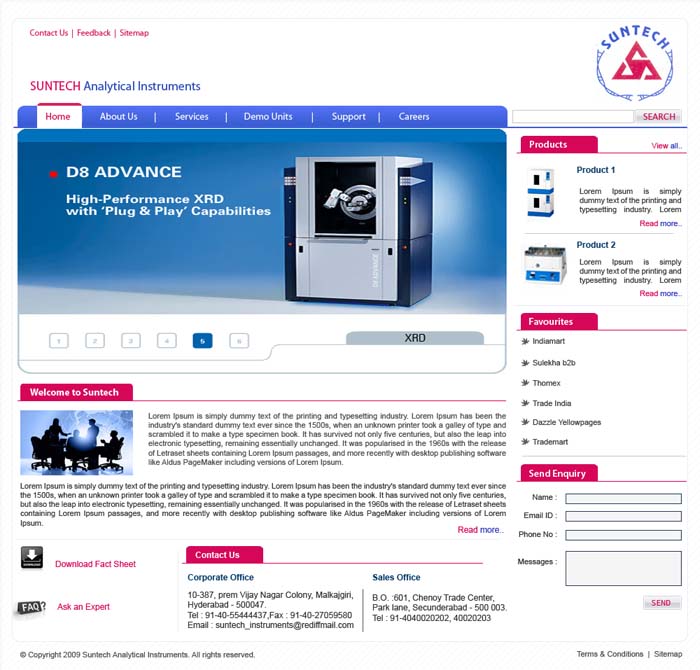 Contact Us | Feedback | Sitemap
SUNTECH
SUNTECH Analytical Instruments
Home
About Us | Services | Demo Units | Support | Careers
SEARCH
D8 ADVANCE
High-Performance XRD
with ‘Plug & Play’ Capabilities
D8 ADVANCE
1 2 3 4 5 6
XRD
Products
View all..
Product 1
Lorem Ipsum is simply
dummy text of the printing and
typesetting industry. Lorem
Read more..
Product 2
Lorem Ipsum is simply
dummy text of the printing and
typesetting industry. Lorem
Read more..
Favourites
Indiamart
Sulekha b2b
Thomex
Trade India
Dazzle Yellowpages
Trademart
Welcome to Suntech
Lorem Ipsum is simply dummy text of the printing and typesetting industry. Lorem Ipsum has been the
industry's standard dummy text ever since the 1500s, when an unknown printer took a galley of type and
scrambled it to make a type specimen book. It has survived not only five centuries, but also the leap into
electronic typesetting, remaining essentially unchanged. It was popularised in the 1960s with the release
of Letraset sheets containing Lorem Ipsum passages, and more recently with desktop publishing software
like Aldus PageMaker including versions of Lorem Ipsum.
Lorem Ipsum is simply dummy text of the printing and typesetting industry. Lorem Ipsum has been the industry's standard dummy text ever since
the 1500s, when an unknown printer took a galley of type and scrambled it to make a type specimen book. It has survived not only five centuries,
but also the leap into electronic typesetting, remaining essentially unchanged. It was popularised in the 1960s with the release of Letraset sheets
containing Lorem Ipsum passages, and more recently with desktop publishing software like Aldus PageMaker including versions of Lorem
Ipsum.
Read more..
Send Enquiry
Name :
Email ID :
Phone No :
Messages :
SEND
DOWNLOAD
Download Fact Sheet
FAQ?
Ask an Expert
Contact Us
Corporate Office
10-387, prem Vijay Nagar Colony, Malkajgiri,
Hyderabad - 500047.
Tel : 91-40-55444437,Fax : 91-40-27059580
Email : suntech_instruments@rediffmail.com
Sales Office
B.O. :601, Chenoy Trade Center,
Park lane, Secunderabad - 500 003.
Tel : 91-4040020202, 40020203
© Copyright 2009 Suntech Analytical Instruments. All rights reserved.
Terms & Conditions | Sitemap